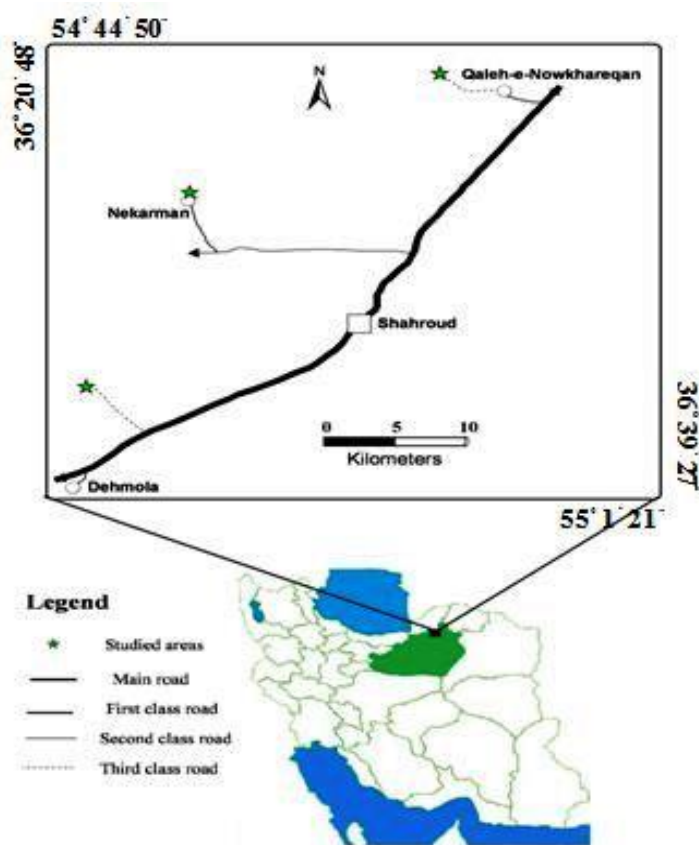 54° 44' 50"
36° 20' 48"
N
Qaleh-e-Nowkhareqan
Nekarman
Shahroud
0 5 10
Kilometers
Dehmola
36° 39' 27"
55° 1' 21"
Legend
Studied areas
Main road
First class road
Second class road
Third class road